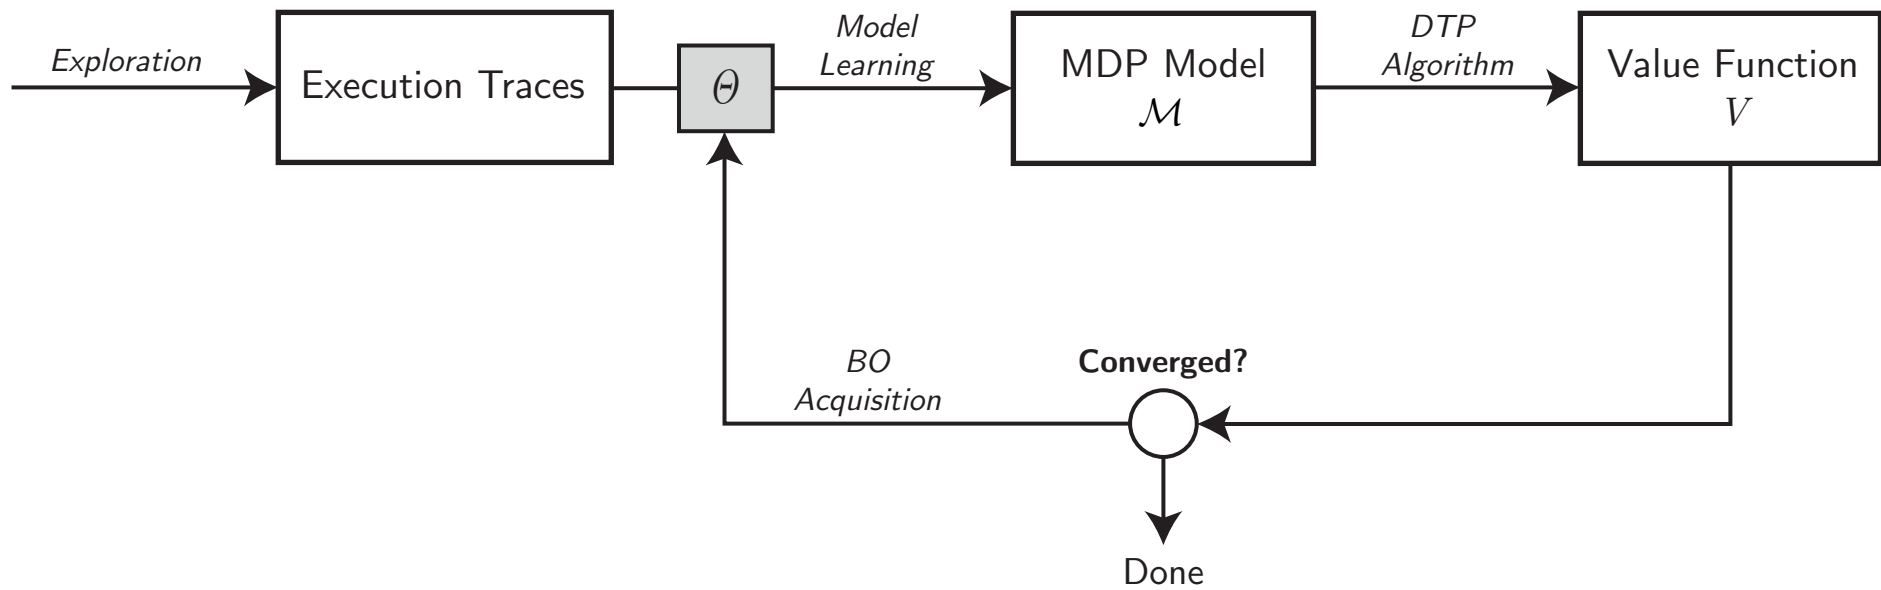 Exploration
Execution Traces
Θ
Model
Learning
MDP Model
ℳ
DTP
Algorithm
Value Function
V
BO
Acquisition
Converged?
Done